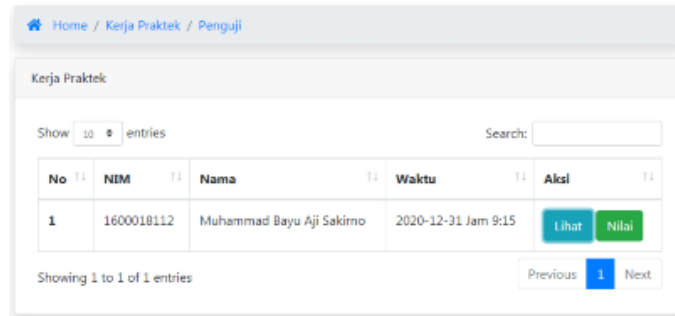 Home / Kerja Praktek / Penguji
Kerja Praktek
Show 10 entries Search:
No NIM Nama Waktu Aksi
1 1600018112 Muhammad Bayu Aji Sakirno 2020-12-31 Jam 9:15 Lihat Nilai
Showing 1 to 1 of 1 entries Previous 1 Next